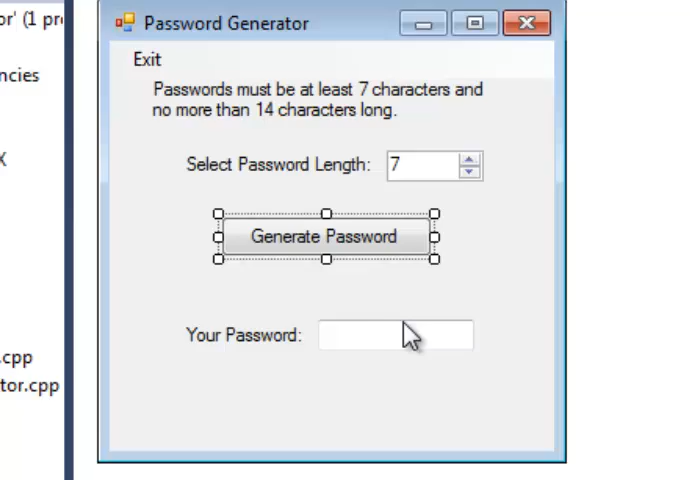 or' (1 pr
Password Generator
Exit
ncies
Passwords must be at least 7 characters and
no more than 14 characters long.
X
Select Password Length: 7
Generate Password
Your Password:
.cpp
tor.cpp